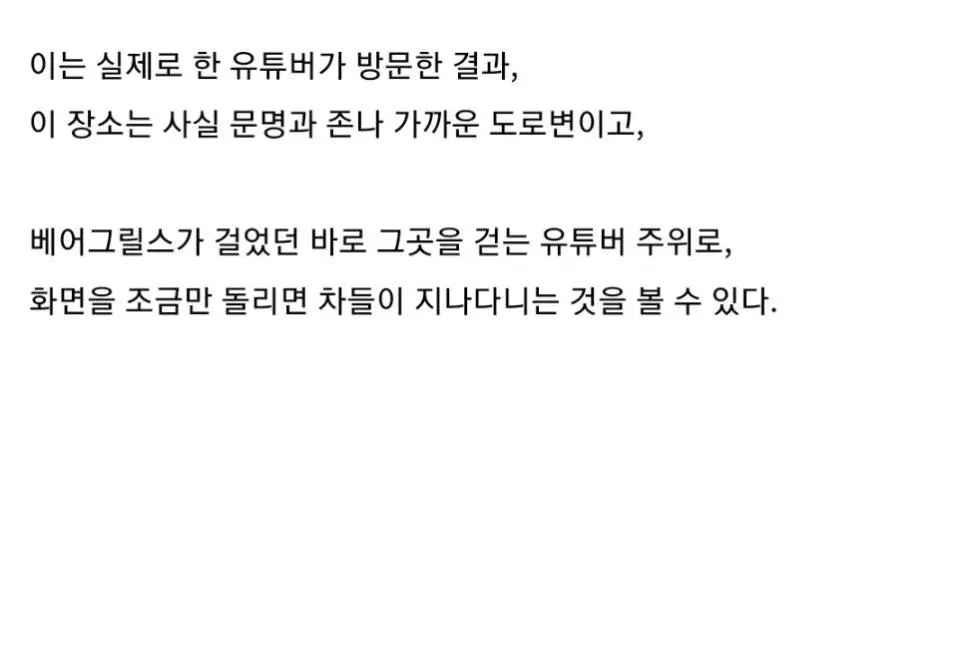 이는 실제로 한 유튜버가 방문한 결과,
이 장소는 사실 문명과 존나 가까운 도로변이고,
베어그릴스가 걸었던 바로 그곳을 걷는 유튜버 주위로,
화면을 조금만 돌리면 차들이 지나다니는 것을 볼 수 있다.